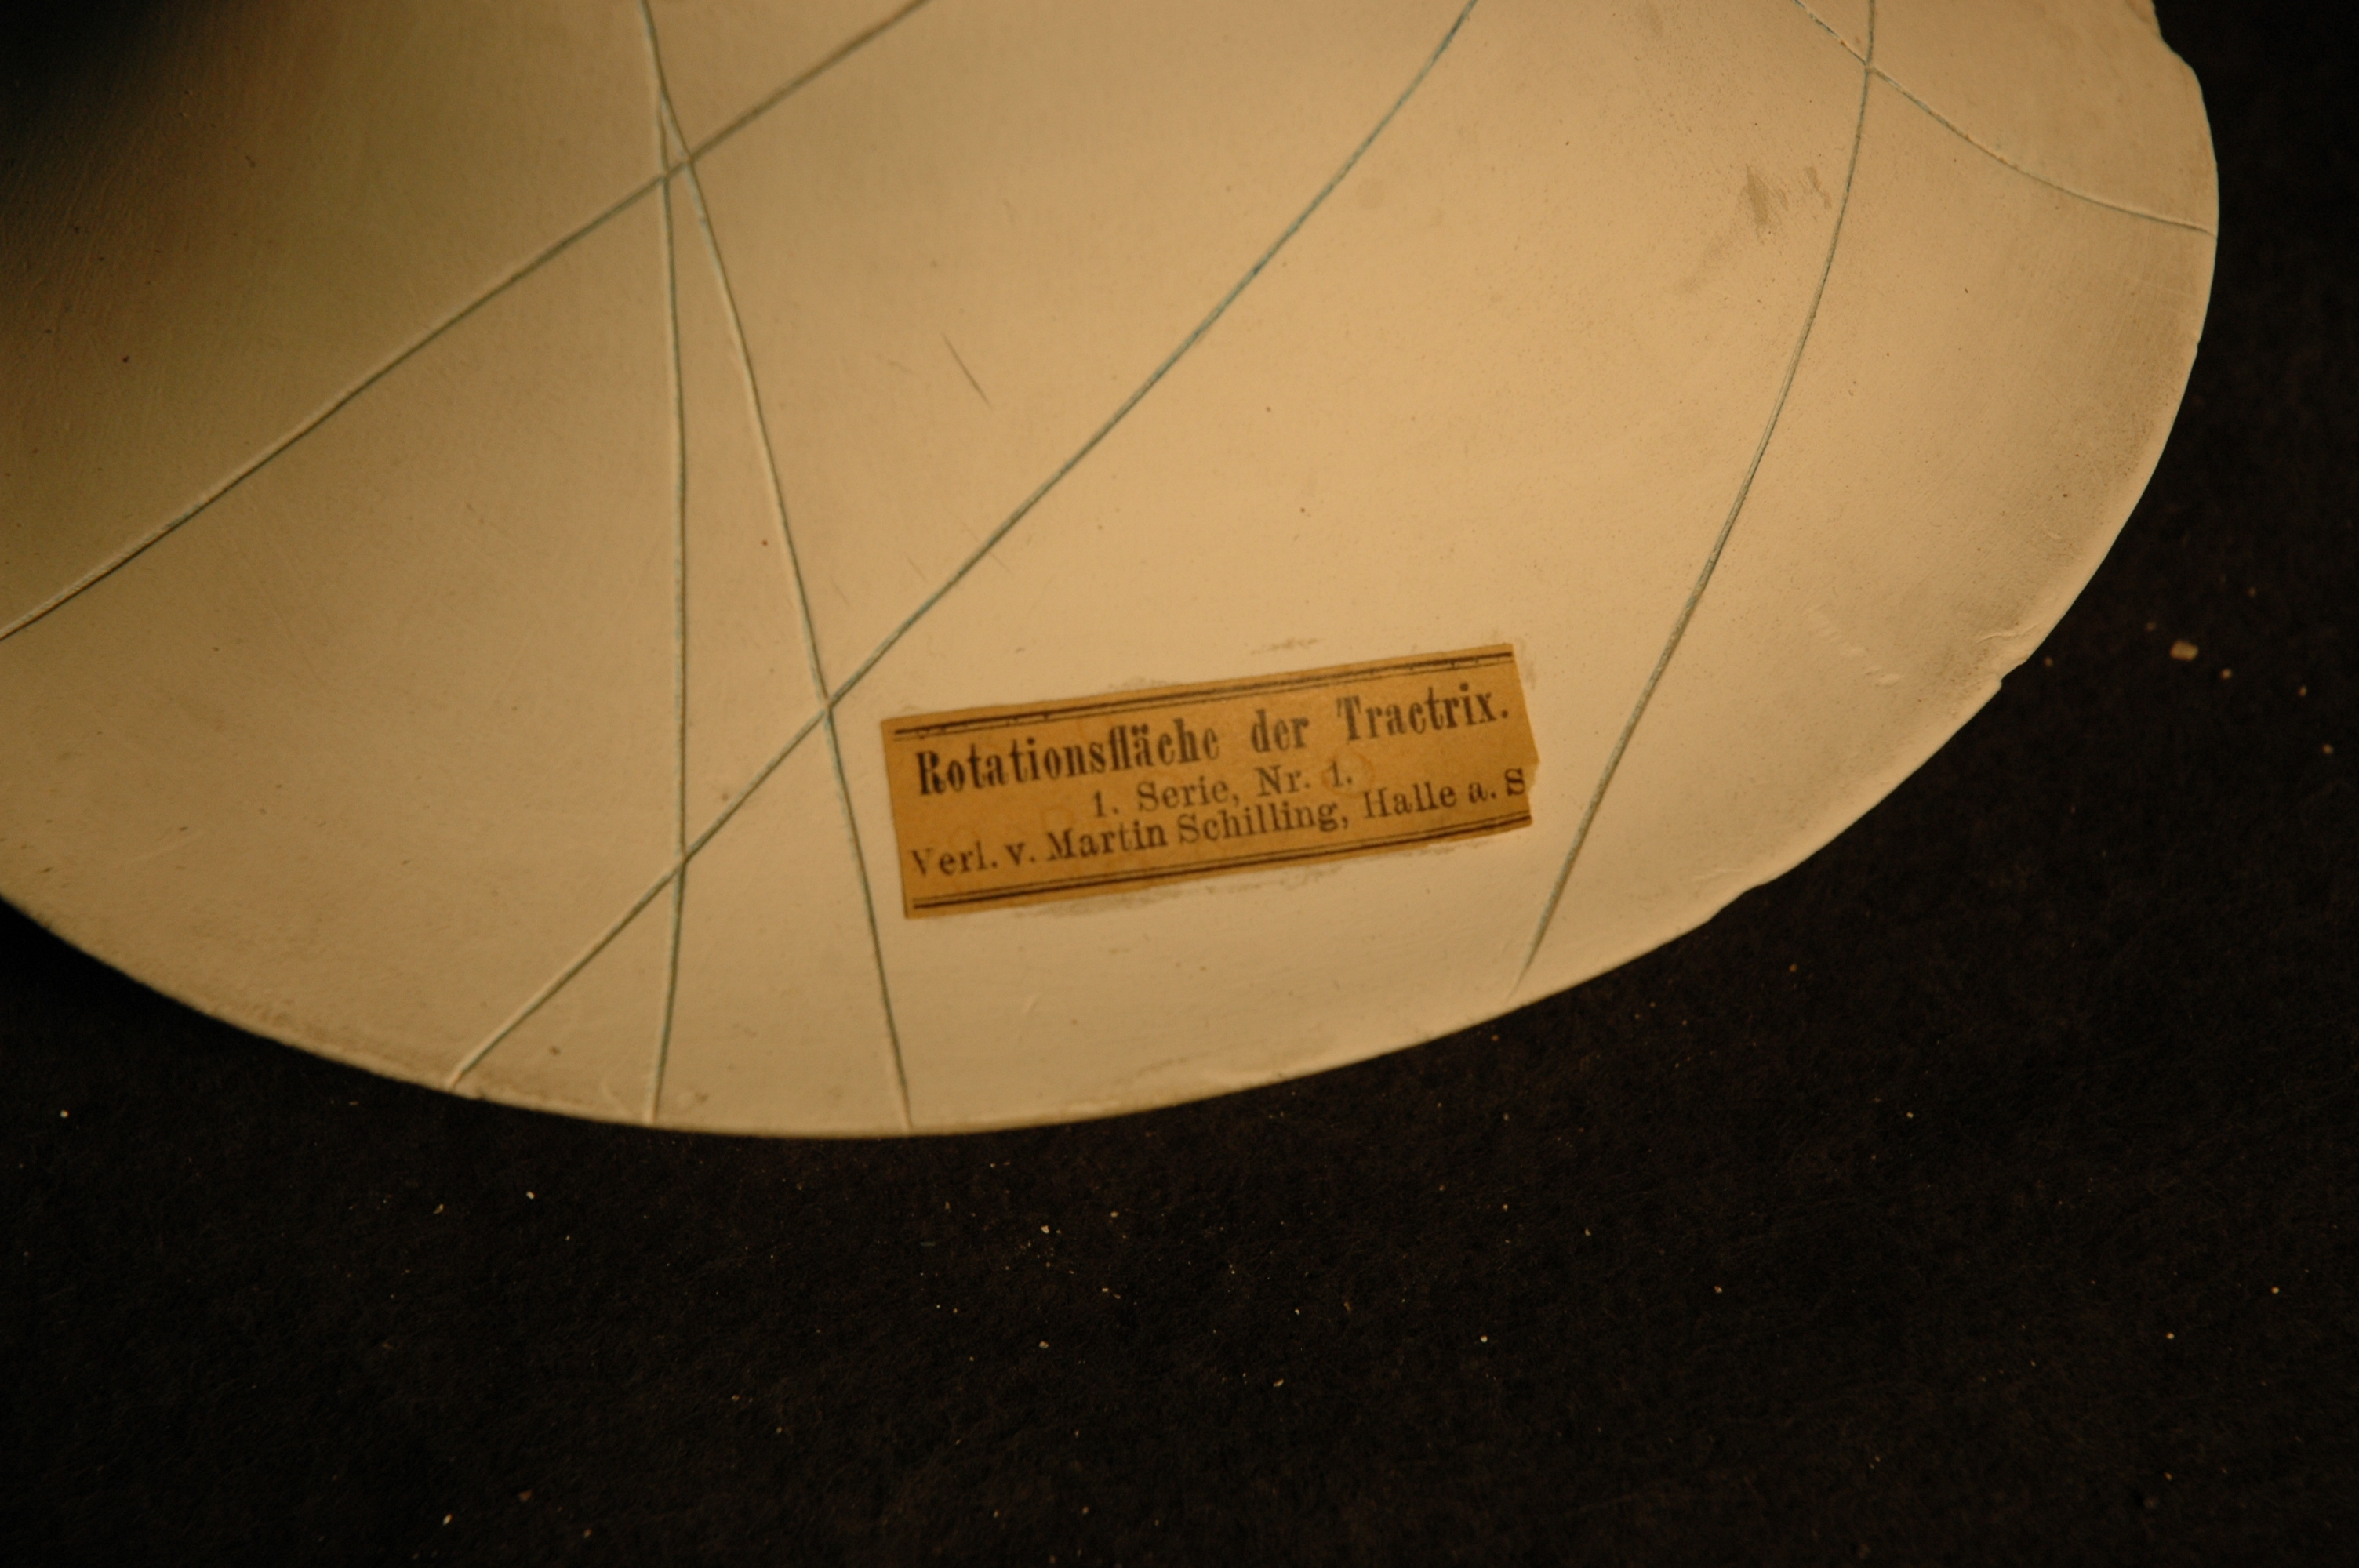 Rotationsfläche der Tractrix.
1. Serie, Nr. 1.
Verl. v. Martin Schilling, Halle a. S